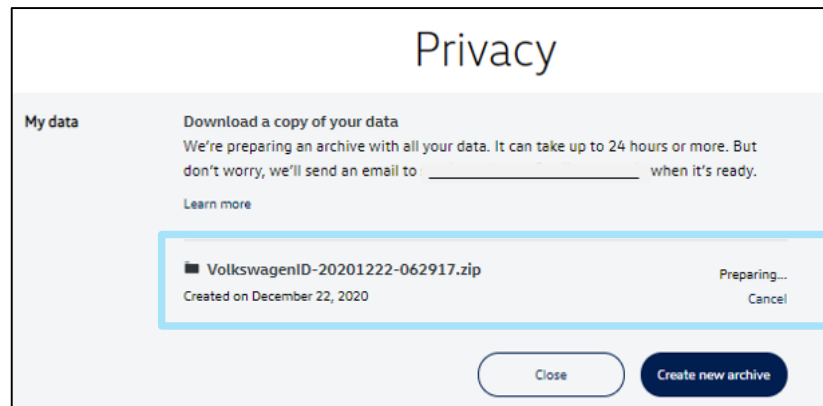 Privacy
My data
Download a copy of your data
We're preparing an archive with all your data. It can take up to 24 hours or more. But
don't worry, we'll send an email to when it's ready.
Learn more
VolkswagenID-20201222-062917.zip
Preparing...
Created on December 22, 2020
Cancel
Close
Create new archive